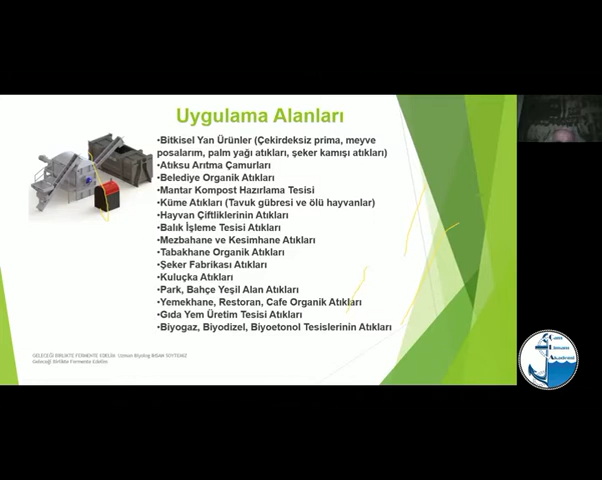 Uygulama Alanları
•Bitkisel Yan Ürünler (Çekirdeksiz prima, meyve
posalarım, palm yağı atıkları, şeker kamışı atıkları)
•Atıksu Arıtma Çamurları
•Belediye Organik Atıkları
•Mantar Kompost Hazırlama Tesisi
•Küme Atıkları (Tavuk gübresi ve ölü hayvanlar)
•Hayvan Çiftliklerinin Atıkları
•Balık İşleme Tesisi Atıkları
•Mezbahane ve Kesimhane Atıkları
•Tabakhane Organik Atıkları
•Şeker Fabrikası Atıkları
•Kuluçka Atıkları
•Park, Bahçe Yeşil Alan Atıkları
•Yemekhane, Restoran, Cafe Organik Atıkları
•Gıda Yem Üretim Tesisi Atıkları
•Biyogaz, Biyodizel, Biyoetonol Tesislerinin Atıkları
GELECEĞİ BİRLİKTE FERMENTE EDELİM. Uzman Biyolog
Geleceği Birlikte Fermente Edelim